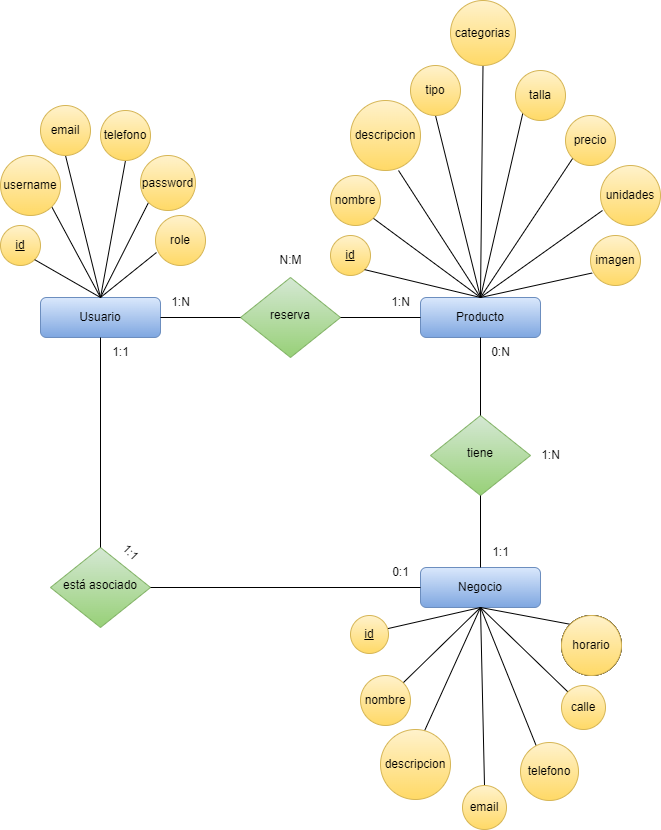 categorias
tipo
talla
email
telefono
descripcion
precio
username
password
nombre
unidades
id
role
id
imagen
N:M
1:N
1:N
Usuario
reserva
Producto
1:1
0:N
tiene
1:N
1:1
1:1
0:1
está asociado
Negocio
id
horario
nombre
calle
descripcion
telefono
email